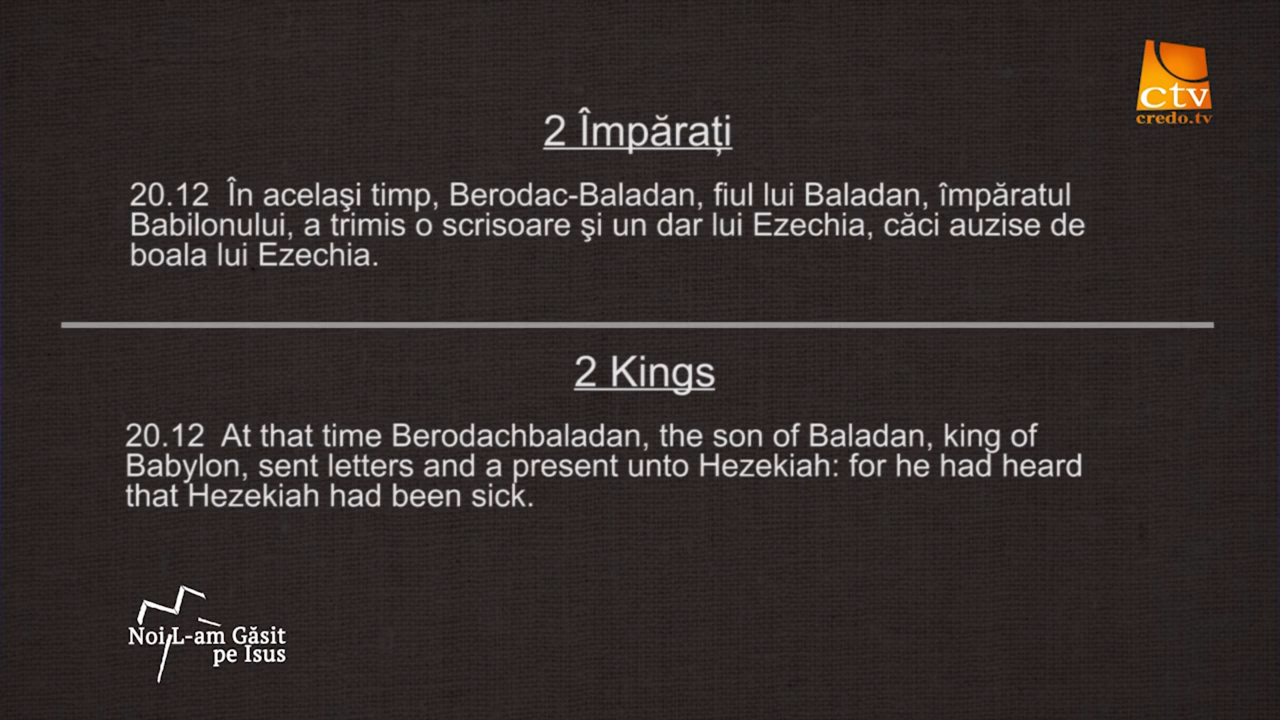 ctv
credo.tv
2 Împărați
20.12 În acelaşi timp, Berodac-Baladan, fiul lui Baladan, împăratul
Babilonului, a trimis o scrisoare şi un dar lui Ezechia, căci auzise de
boala lui Ezechia.
2 Kings
20.12 At that time Berodachbaladan, the son of Baladan, king of
Babylon, sent letters and a present unto Hezekiah: for he had heard
that Hezekiah had been sick.
Noi L-am Găsit
pe Isus